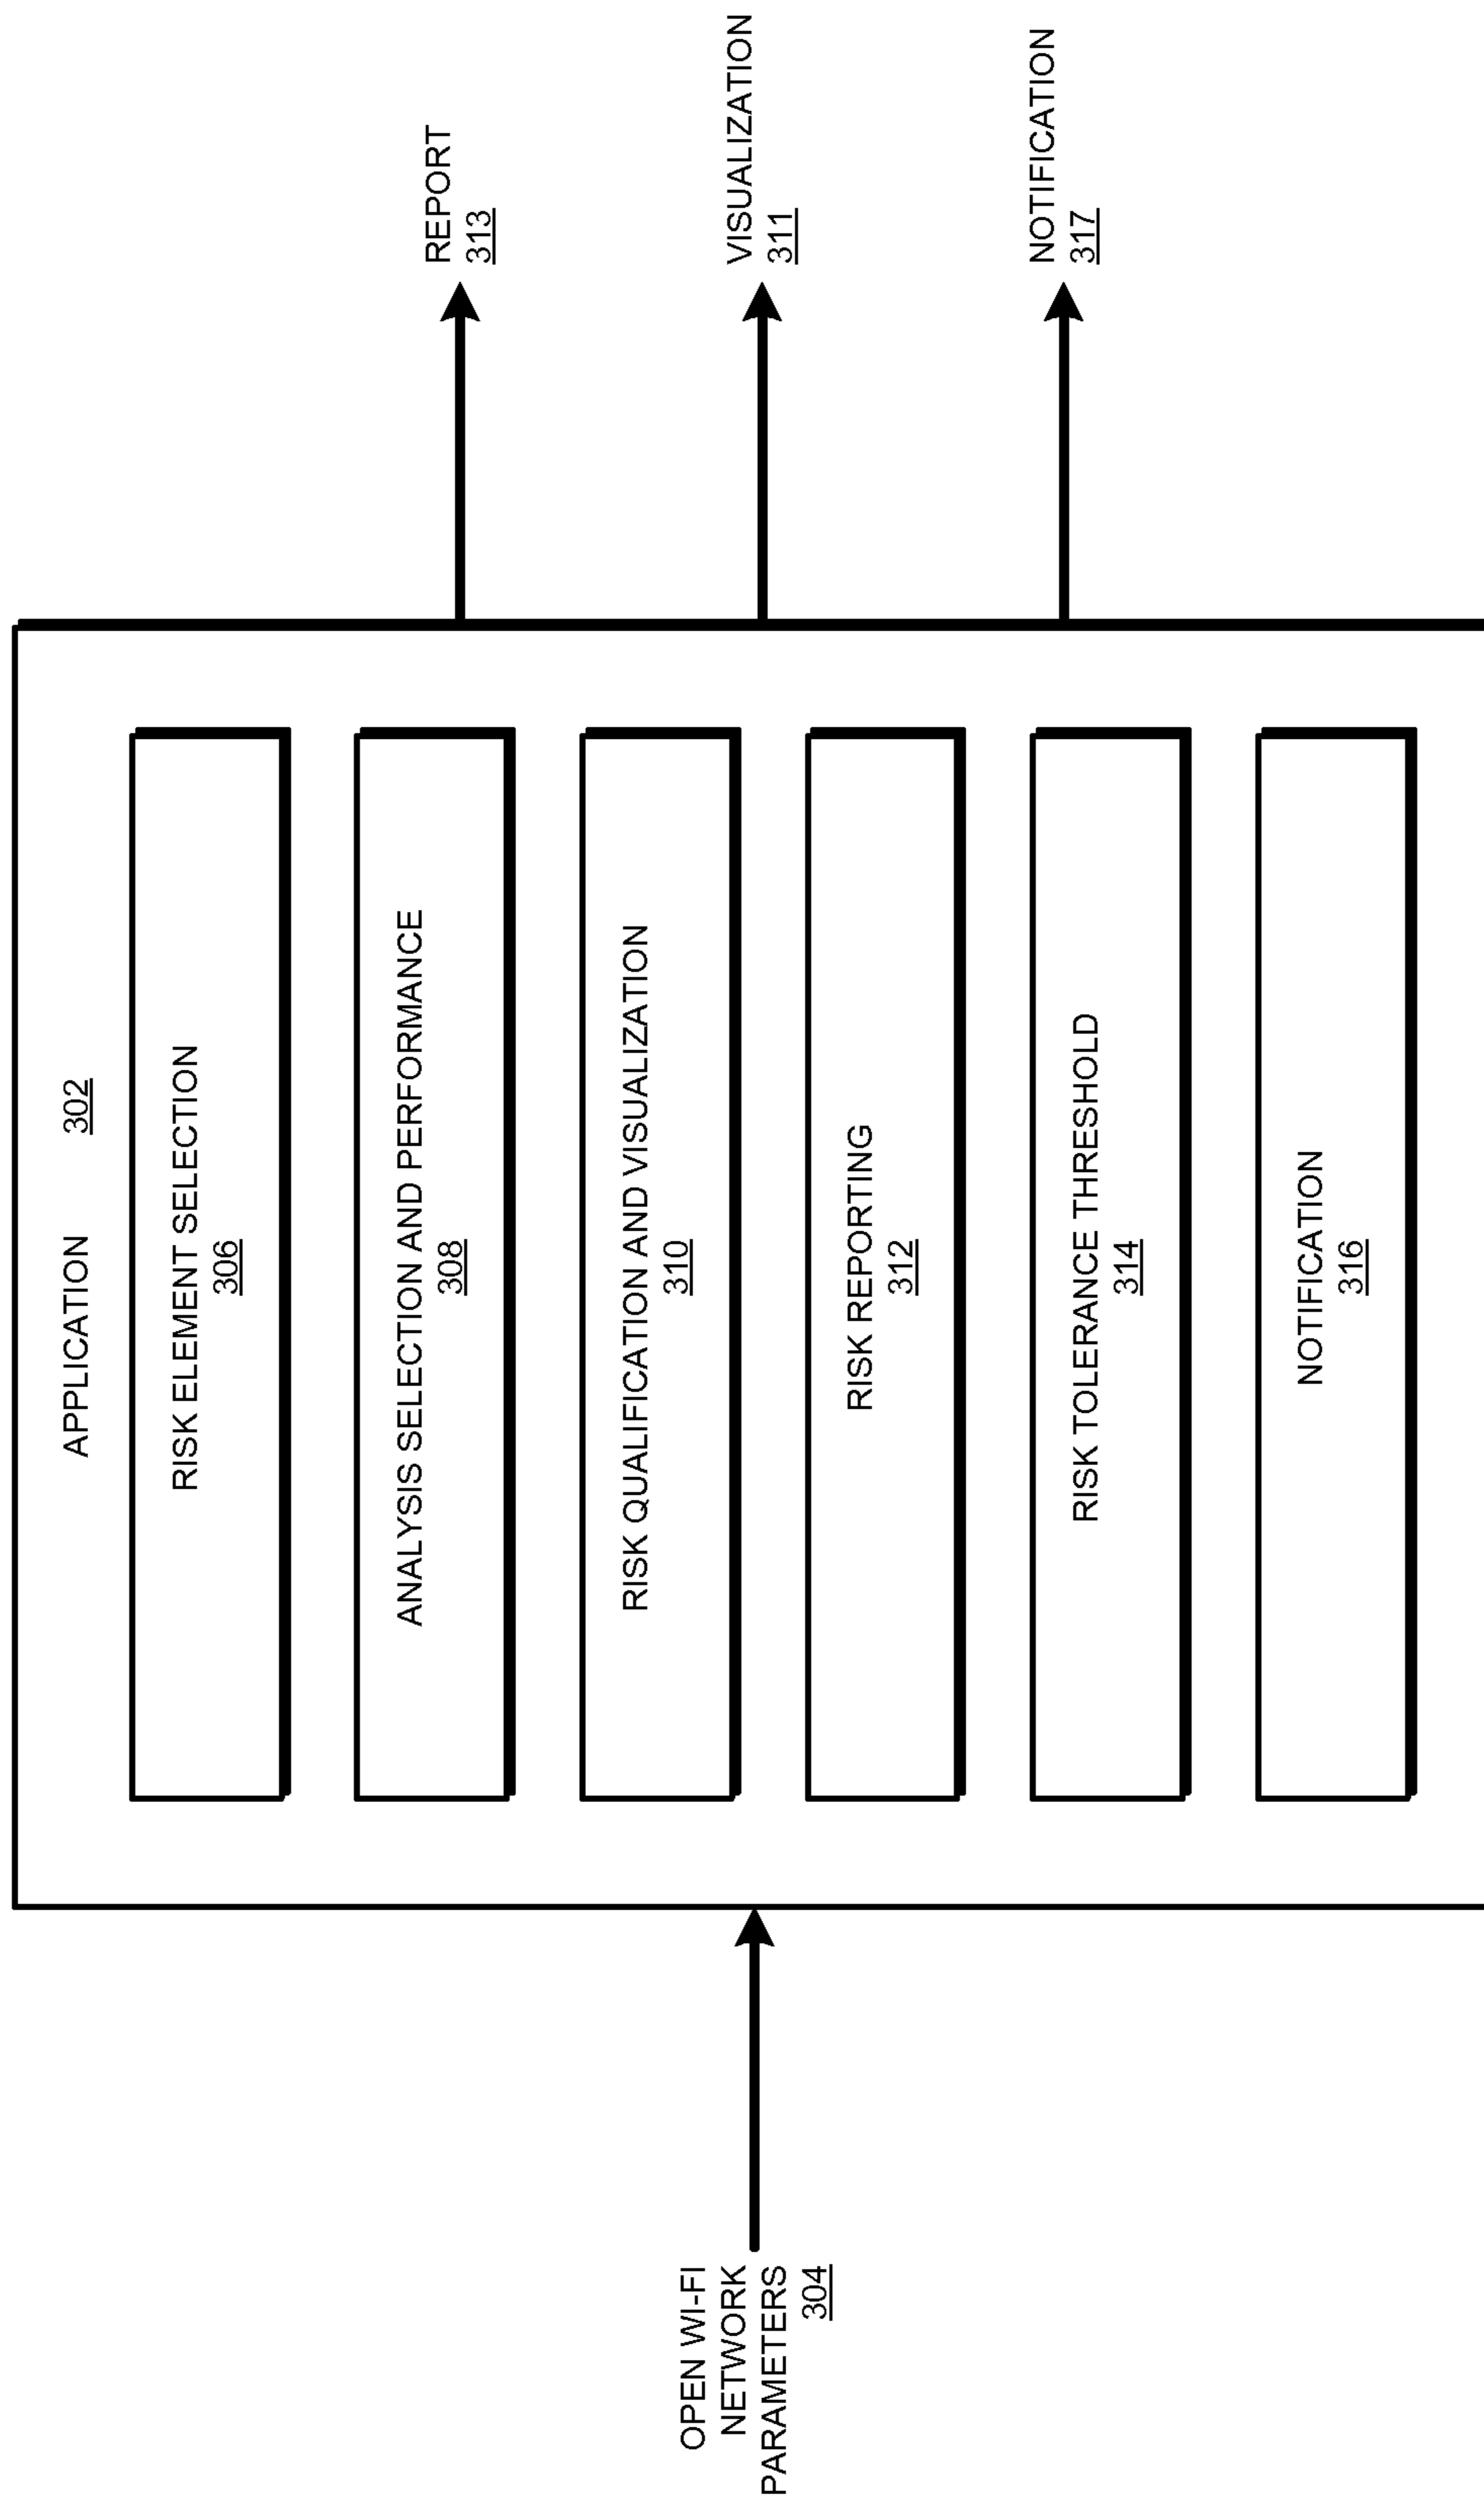 APPLICATION 302
OPEN WI-FI
NETWORK
PARAMETERS
304
RISK ELEMENT SELECTION
306
ANALYSIS SELECTION AND PERFORMANCE
308
RISK QUALIFICATION AND VISUALIZATION
310
RISK REPORTING
312
RISK TOLERANCE THRESHOLD
314
NOTIFICATION
316
REPORT
313
VISUALIZATION
311
NOTIFICATION
317